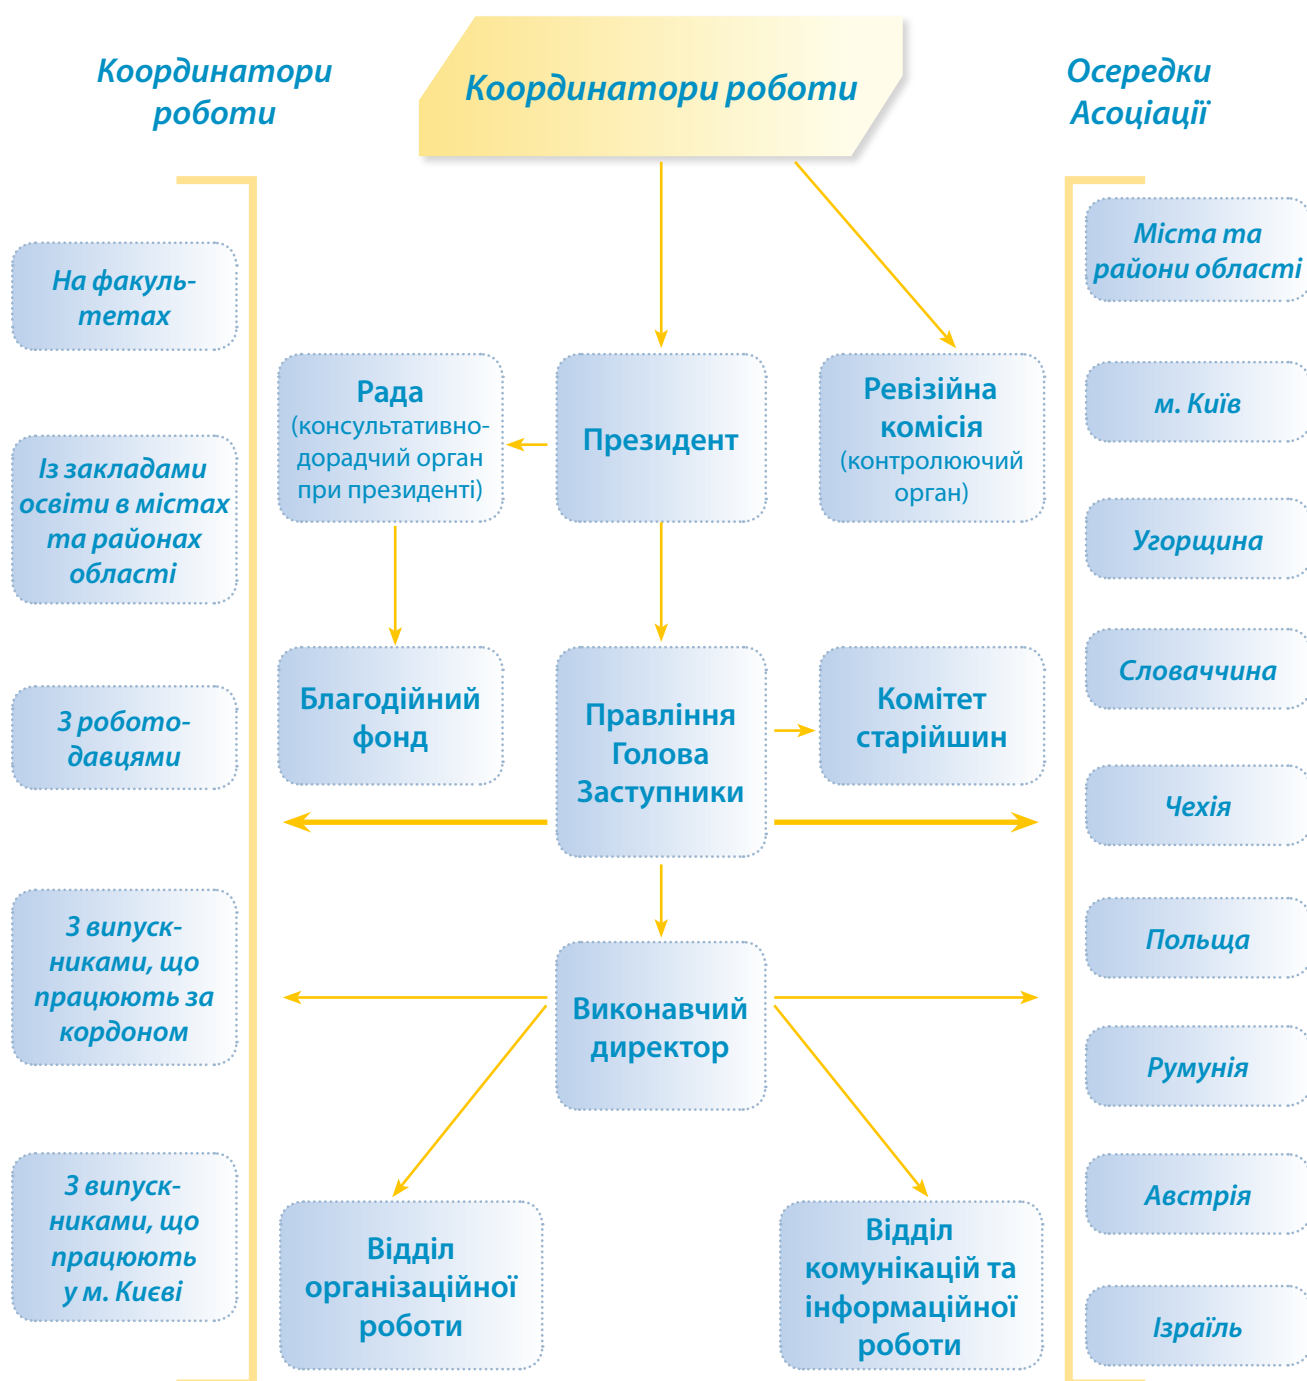 Координатори
роботи
Координатори роботи
Осередки
Асоціації
На факуль-
тетах
Із закладами
освіти в містах
та районах
області
З робото-
давцями
З випуск-
никами, що
працюють за
кордоном
З випуск-
никами, що
працюють
у м. Києві
Рада
(консультативно-
дорадчий орган
при президенті)
Президент
Ревізійна
комісія
(контролюючий
орган)
Благодійний
фонд
Правління
Голова
Заступники
Комітет
старійшин
Виконавчий
директор
Відділ
організаційної
роботи
Відділ
комунікацій та
інформаційної
роботи
Міста та
райони області
м. Київ
Угорщина
Словаччина
Чехія
Польща
Румунія
Австрія
Ізраїль